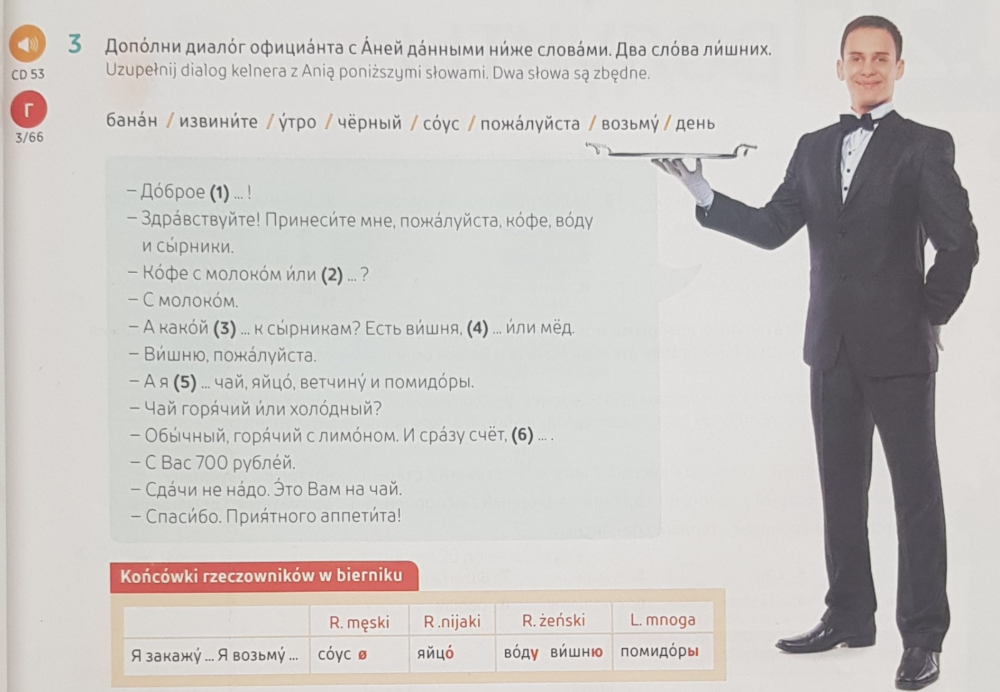 CD 53
Г
3/66
3 Допо́лни диало́г официа́нта с А́ней да́нными ни́же слова́ми. Два сло́ва ли́шних.
Uzupełnij dialog kelnera z Anią poniższymi słowami. Dwa słowa są zbędne.
бана́н / извини́те / у́тро / чёрный / со́ус / пожа́луйста / возьму́ / день
– До́брое (1) ... !
– Здра́вствуйте! Принеси́те мне, пожа́луйста, ко́фе, во́ду
и сы́рники.
– Ко́фе с молоко́м и́ли (2) ... ?
– С молоко́м.
– А како́й (3) ... к сы́рникам? Есть ви́шня, (4) ... и́ли мёд.
– Ви́шню, пожа́луйста.
– А я (5) ... чай, яйцо́, ветчину́ и помидо́ры.
– Чай горя́чий и́ли холо́дный?
– Обы́чный, горя́чий с лимо́ном. И сра́зу счёт, (6) ... .
– С Вас 700 рубле́й.
– Сда́чи не на́до. Э́то Вам на чай.
– Спаси́бо. Прия́тного аппети́та!
Końcówki rzeczowników w bierniku
R. męski R .nijaki R. żeński L. mnoga
Я закажу́ ... Я возьму́ ... со́ус ø яйцо́ во́ду ви́шню помидо́ры